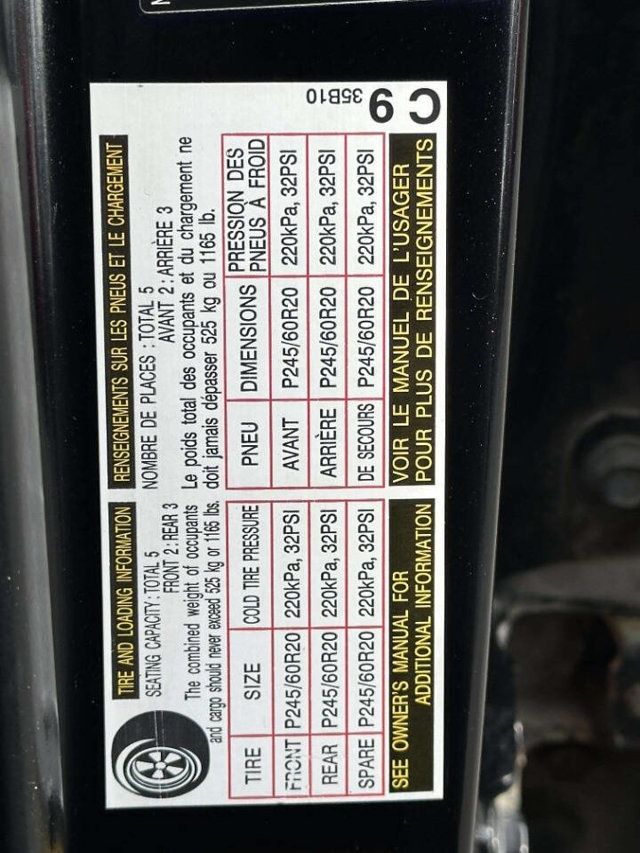 TIRE AND LOADING INFORMATION
SEATING CAPACITY : TOTAL 5
FRONT 2 : REAR 3
The combined weight of occupants
and cargo should never exceed 525 kg or 1165 lbs.
TIRE SIZE COLD TIRE PRESSURE
FRONT P245/60R20 220kPa, 32PSI
REAR P245/60R20 220kPa, 32PSI
SPARE P245/60R20 220kPa, 32PSI
SEE OWNER'S MANUAL FOR
ADDITIONAL INFORMATION
RENSEIGNEMENTS SUR LES PNEUS ET LE CHARGEMENT
NOMBRE DE PLACES : TOTAL 5
AVANT 2 : ARRIÈRE 3
Le poids total des occupants et du chargement ne
doit jamais dépasser 525 kg ou 1165 lb.
PNEU DIMENSIONS PRESSION DES
PNEUS À FROID
AVANT P245/60R20 220kPa, 32PSI
ARRIÈRE P245/60R20 220kPa, 32PSI
DE SECOURS P245/60R20 220kPa, 32PSI
VOIR LE MANUEL DE L'USAGER
POUR PLUS DE RENSEIGNEMENTS
C 9
35B10